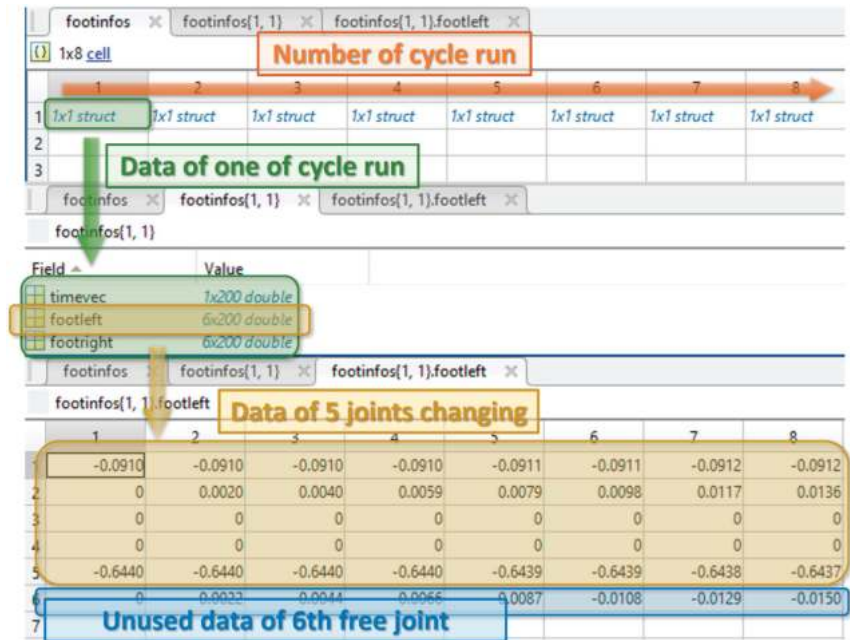 footinfos footinfos{1, 1} footinfos{1, 1}.footleft
{} 1x8 cell
Number of cycle run
1 2 3 4 5 6 7 8
1 1x1 struct 1x1 struct 1x1 struct 1x1 struct 1x1 struct 1x1 struct 1x1 struct 1x1 struct
2
3
Data of one of cycle run
footinfos footinfos{1, 1} footinfos{1, 1}.footleft
footinfos{1, 1}
Field Value
timevec 1x200 double
footleft 6x200 double
footright 6x200 double
footinfos footinfos{1, 1} footinfos{1, 1}.footleft
footinfos{1, 1}.footleft
Data of 5 joints changing
1 2 3 4 5 6 7 8
1 -0.0910 -0.0910 -0.0910 -0.0910 -0.0911 -0.0911 -0.0912 -0.0912
2 0 0.0020 0.0040 0.0059 0.0079 0.0098 0.0117 0.0136
3 0 0 0 0 0 0 0 0
4 0 0 0 0 0 0 0 0
5 -0.6440 -0.6440 -0.6440 -0.6440 -0.6439 -0.6439 -0.6438 -0.6437
6 0 0.0022 0.0044 0.0066 0.0087 -0.0108 -0.0129 -0.0150
Unused data of 6th free joint
7